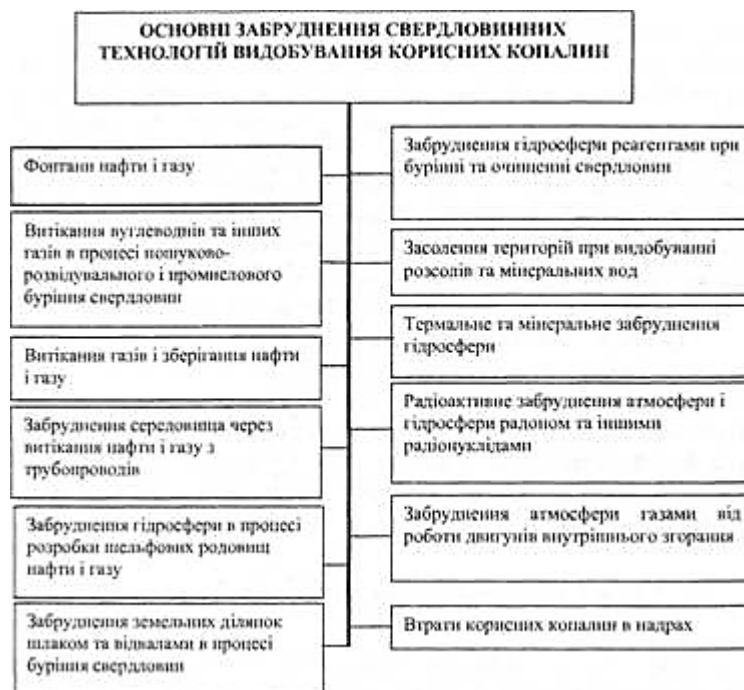 ОСНОВНІ ЗАБРУДНЕННЯ СВЕРДЛОВИННИХ
ТЕХНОЛОГІЙ ВИДОБУВАННЯ КОРИСНИХ КОПАЛИН
Фонтани нафти і газу
Витікання вуглеводнів та інших
газів в процесі пошуково-
розвідувального і промислового
буріння свердловин
Витікання газів і зберігання нафти
і газу
Забруднення середовища через
витікання нафти і газу з
трубопроводів
Забруднення гідросфери в процесі
розробки шельфових родовищ
нафти і газу
Забруднення земельних ділянок
шлаком та відвалами в процесі
буріння свердловин
Забруднення гідросфери реагентами при
бурінні та очищенні свердловин
Засолення територій при видобуванні
розсолів та мінеральних вод
Термальне та мінеральне забруднення
гідросфери
Радіоактивне забруднення атмосфери і
гідросфери радоном та іншими
радіонуклідами
Забруднення атмосфери газами від
роботи двигунів внутрішнього згорання
Втрати корисних копалин в надрах